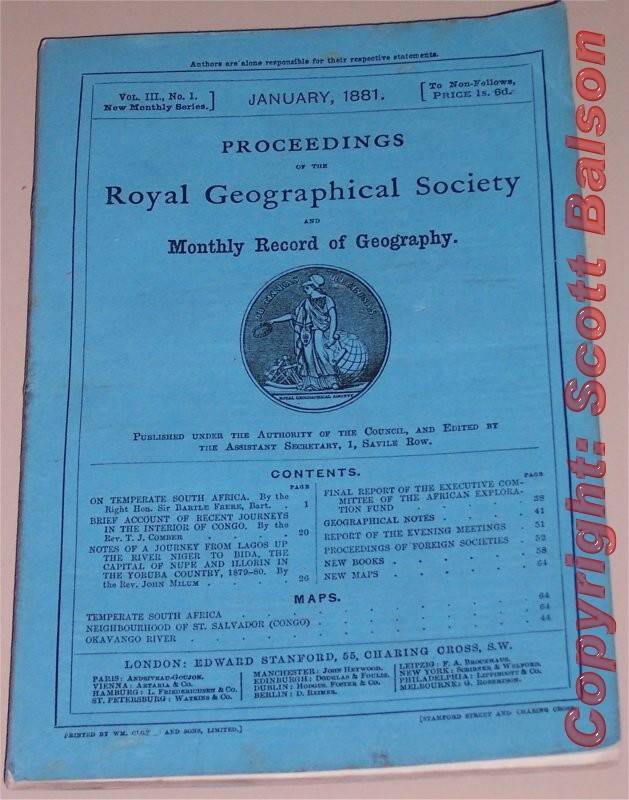 Authors are alone responsible for their respective statements.
Vol. III., No. 1.
New Monthly Series.]
JANUARY, 1881.
[To Non-Fellows,
Price 1s. 6d.
PROCEEDINGS
OF THE
Royal Geographical Society
AND
Monthly Record of Geography.
ROYAL GEOGRAPHICAL SOCIETY
Published under the Authority of the Council, and Edited by
the Assistant Secretary, 1, Savile Row.
CONTENTS.
PAGE
ON TEMPERATE SOUTH AFRICA. By the
Right Hon. Sir Bartle Frere, Bart. . 1
BRIEF ACCOUNT OF RECENT JOURNEYS
IN THE INTERIOR OF CONGO. By the
Rev. T. J. Comber . . . 20
NOTES OF A JOURNEY FROM LAGOS UP
THE RIVER NIGER TO BIDA, THE
CAPITAL OF NUPE AND ILLORIN IN
THE YORUBA COUNTRY, 1879-80. By
the Rev. John Milum . . . . 26
PAGE
FINAL REPORT OF THE EXECUTIVE COM-
MITTEE OF THE AFRICAN EXPLORA-
TION FUND . . . . 38
GEOGRAPHICAL NOTES . . . . 41
REPORT OF THE EVENING MEETINGS . 51
PROCEEDINGS OF FOREIGN SOCIETIES . 52
NEW BOOKS . . . . 58
NEW MAPS . . . . 64
MAPS.
TEMPERATE SOUTH AFRICA . . . . 64
NEIGHBOURHOOD OF ST. SALVADOR (CONGO) . . . . 64
OKAVANGO RIVER . . . . 44
LONDON: EDWARD STANFORD, 55, CHARING CROSS, S.W.
PARIS: Andriveau-Goujon.
VIENNA: Artaria & Co.
HAMBURG: L. Friederichsen & Co.
ST. PETERSBURG: Watkins & Co.
MANCHESTER: John Heywood.
EDINBURGH: Douglas & Foulis.
DUBLIN: Hodges, Foster & Co.
BERLIN: D. Reimer.
LEIPZIG: F. A. Brockhaus.
NEW YORK: Scribner & Welford.
PHILADELPHIA: Lippincott & Co.
MELBOURNE: G. Robertson.
PRINTED BY WM. AND SONS, LIMITED.]
[STAMFORD STREET AND CHARING CROSS
Copyright: Scott Balson